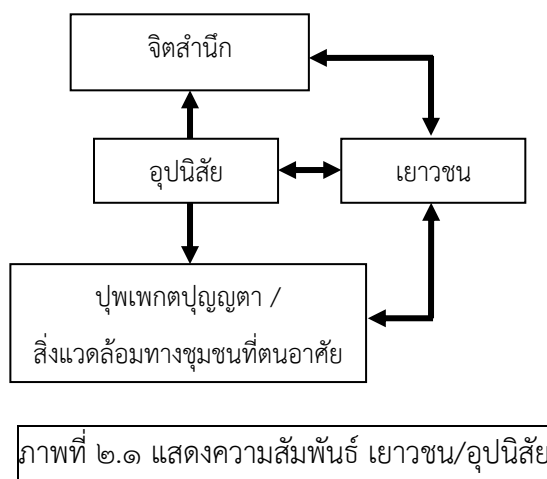 จิตสำนึก
อุปนิสัย
เยาวชน
ปุพเพกตปุญญตา /
สิ่งแวดล้อมทางชุมชนที่ตนอาศัย
ภาพที่ ๒.๑ แสดงความสัมพันธ์ เยาวชน/อุปนิสัย